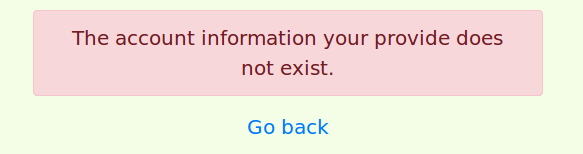 The account information your provide does
not exist.
Go back